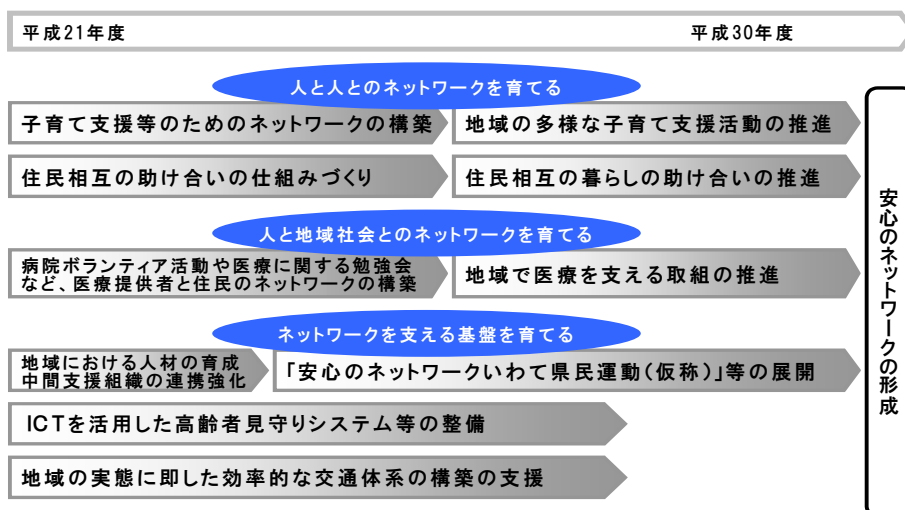 平成21年度
平成30年度
人と人とのネットワークを育てる
子育て支援等のためのネットワークの構築
地域の多様な子育て支援活動の推進
住民相互の助け合いの仕組みづくり
住民相互の暮らしの助け合いの推進
人と地域社会とのネットワークを育てる
病院ボランティア活動や医療に関する勉強会
など、医療提供者と住民のネットワークの構築
地域で医療を支える取組の推進
ネットワークを支える基盤を育てる
地域における人材の育成
中間支援組織の連携強化
「安心のネットワークいわて県民運動(仮称)」等の展開
ICTを活用した高齢者見守りシステム等の整備
地域の実態に即した効率的な交通体系の構築の支援
安心のネットワークの形成